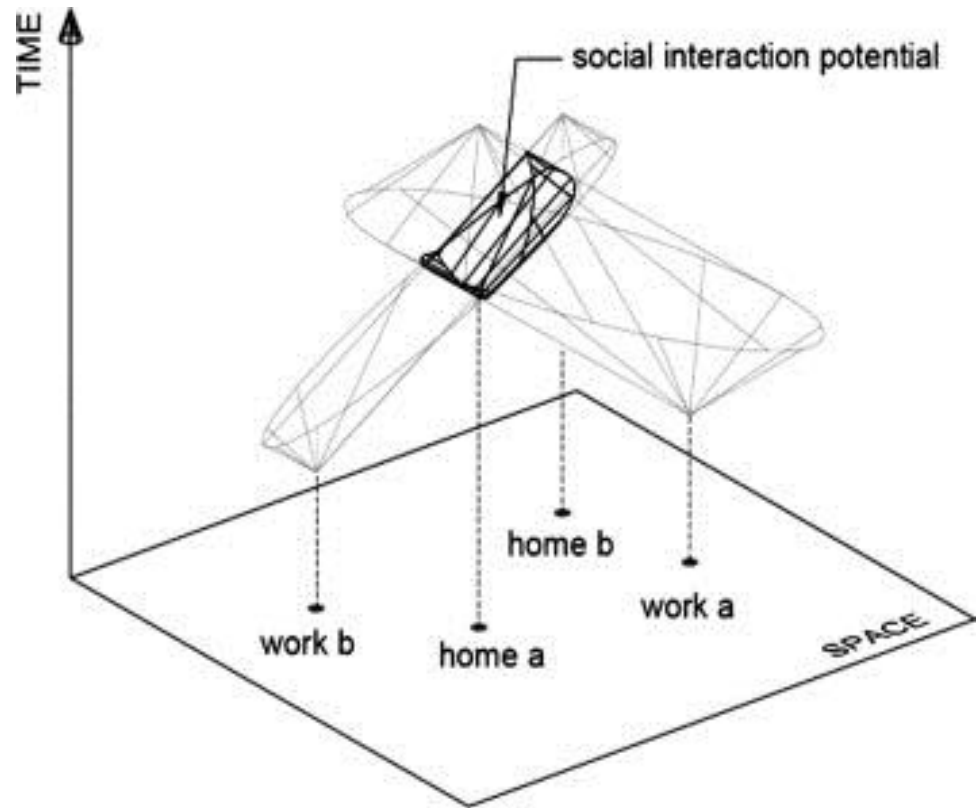 TIME
social interaction potential
home b
work a
work b
home a
SPACE